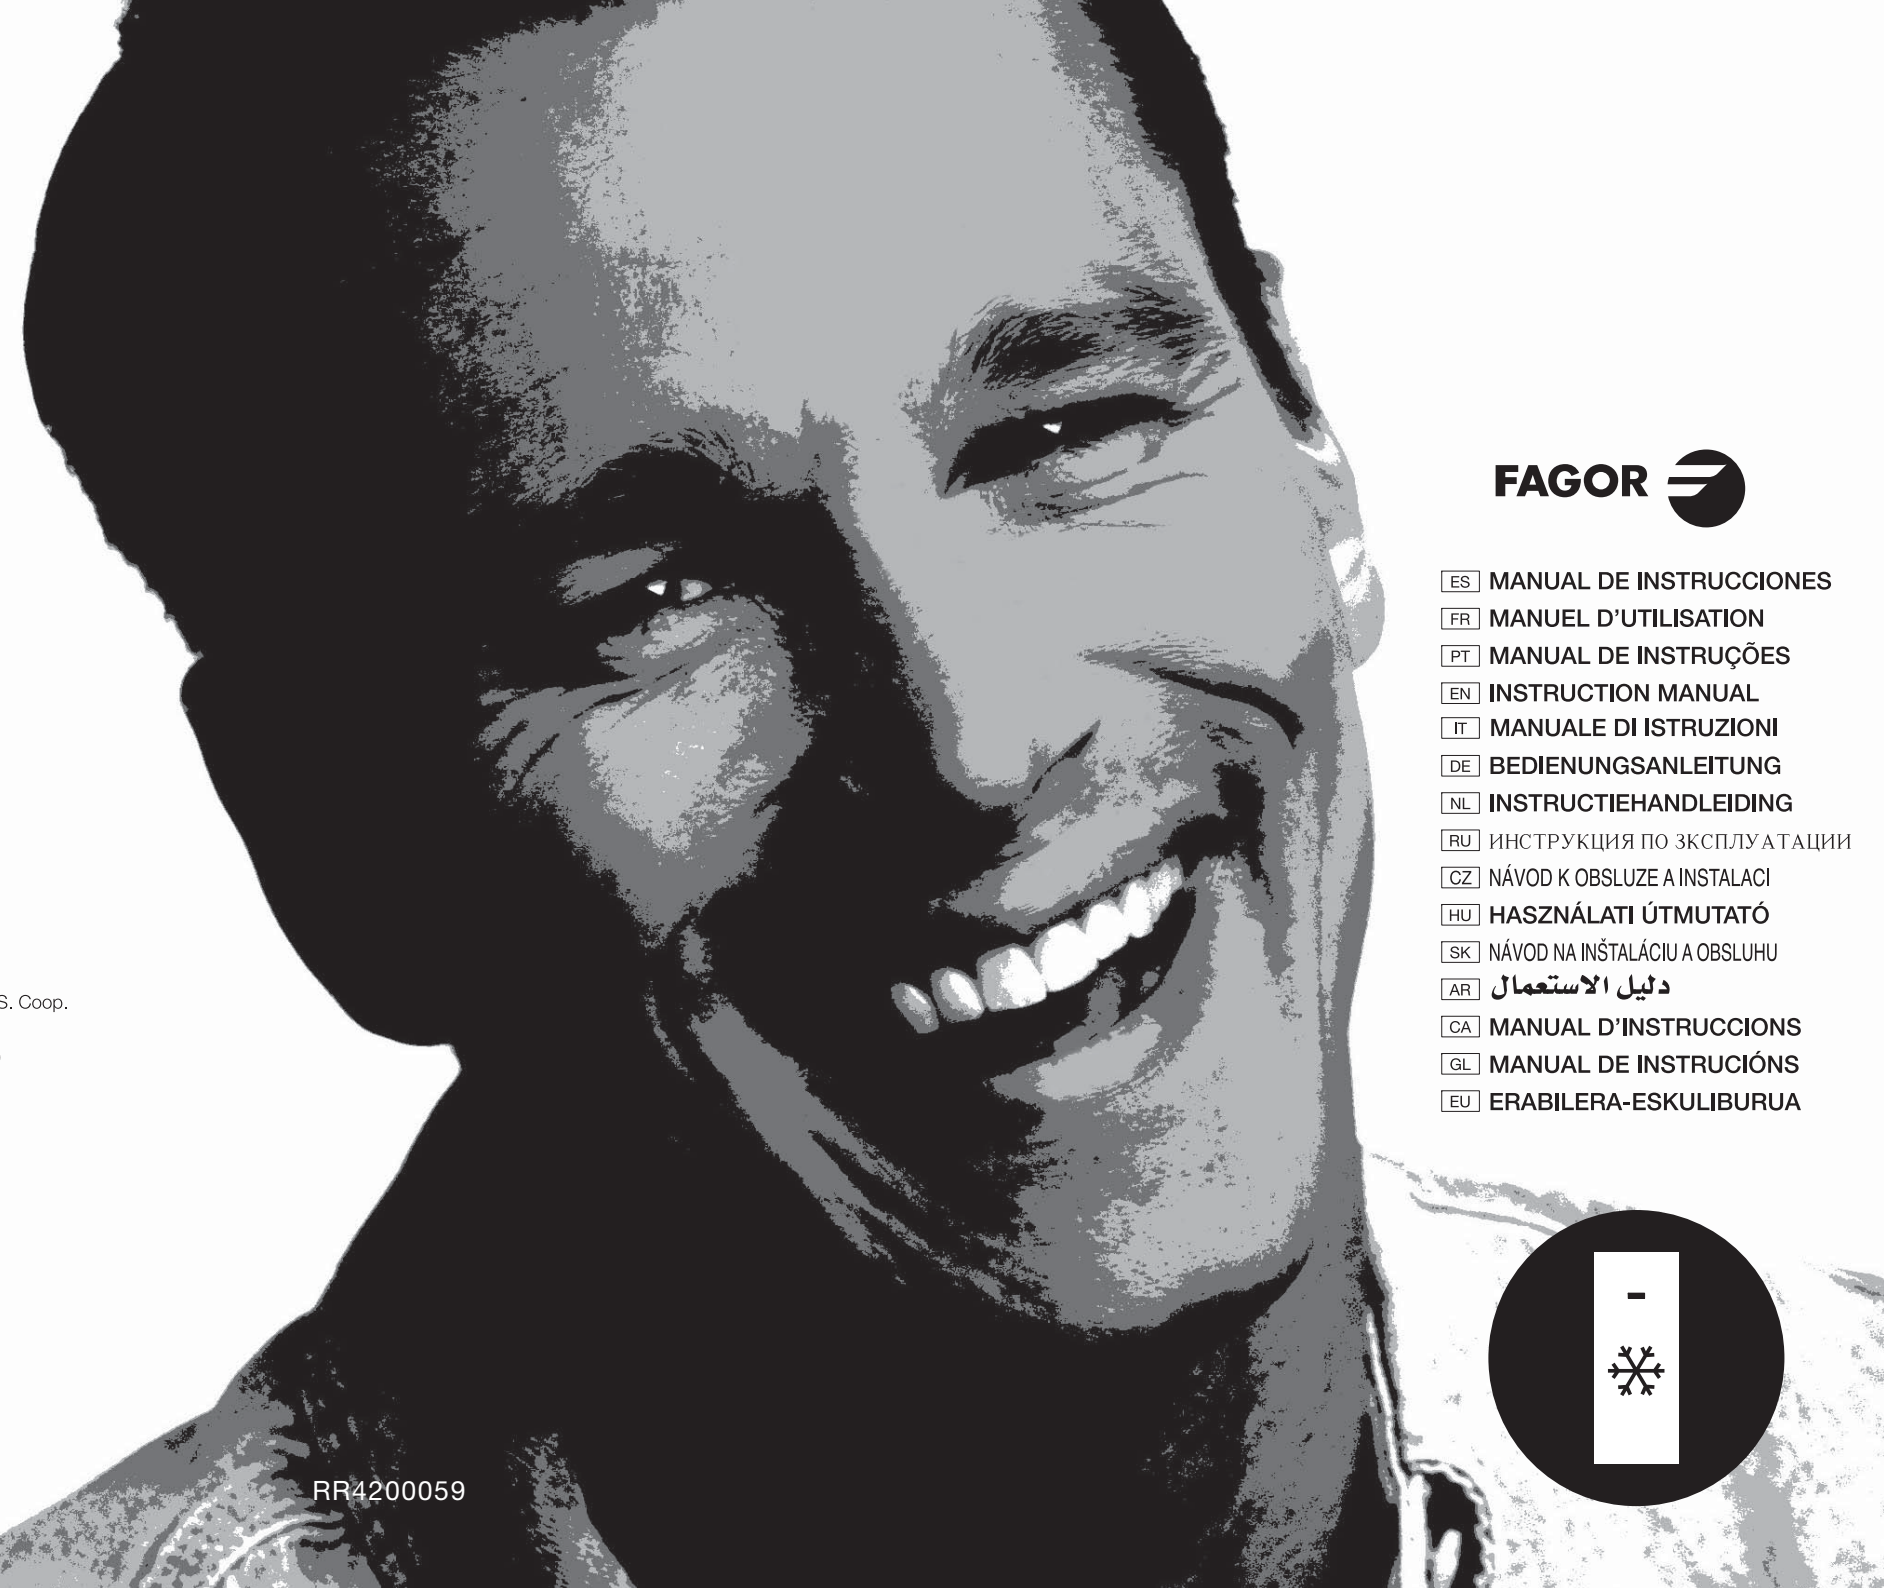 FAGOR
ES MANUAL DE INSTRUCCIONES
FR MANUEL D’UTILISATION
PT MANUAL DE INSTRUÇÕES
EN INSTRUCTION MANUAL
IT MANUALE DI ISTRUZIONI
DE BEDIENUNGSANLEITUNG
NL INSTRUCTIEHANDLEIDING
RU ИНСТРУКЦИЯ ПО ЗКСПЛУАТАЦИИ
CZ NÁVOD K OBSLUZE A INSTALACI
HU HASZNÁLATI ÚTMUTATÓ
SK NÁVOD NA INŠTALÁCIU A OBSLUHU
AR دليل الاستعمال
CA MANUAL D’INSTRUCCIONS
GL MANUAL DE INSTRUCIÓNS
EU ERABILERA-ESKULIBURUA
S. Coop.
RR4200059